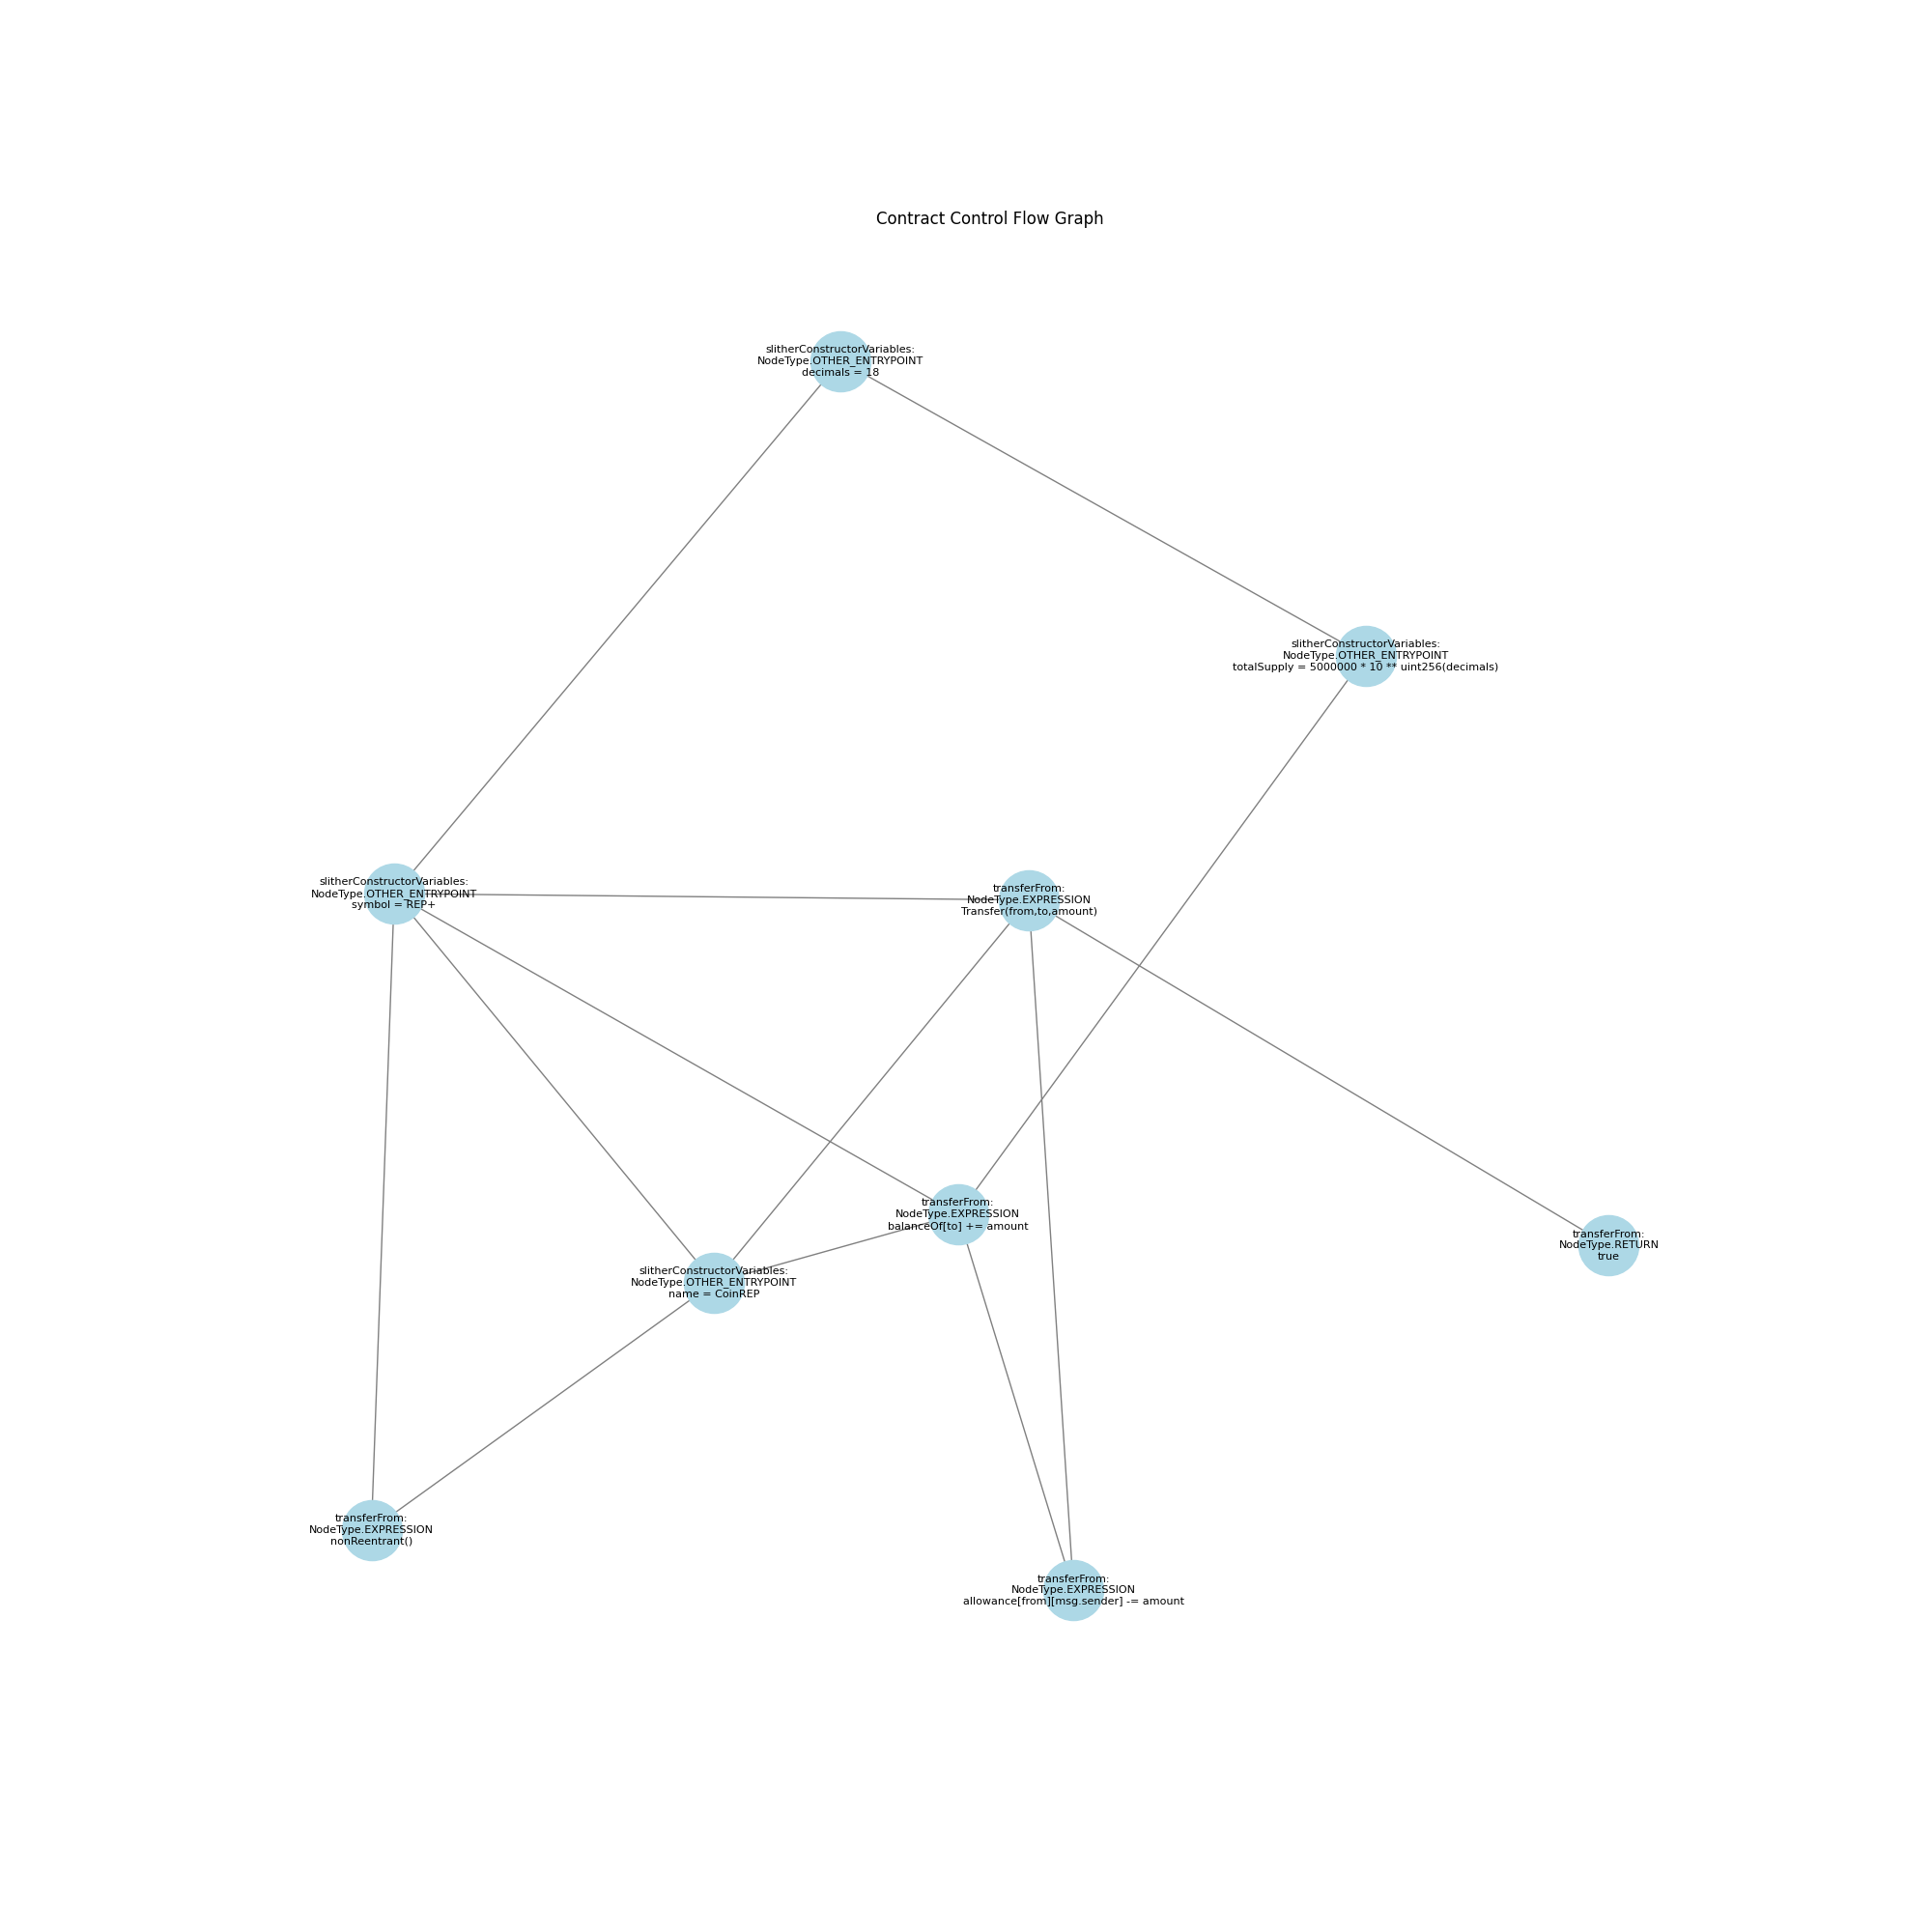 Contract Control Flow Graph
slitherConstructorVariables:
NodeType.OTHER_ENTRYPOINT
decimals = 18
slitherConstructorVariables:
NodeType.OTHER_ENTRYPOINT
totalSupply = 5000000 * 10 ** uint256(decimals)
slitherConstructorVariables:
NodeType.OTHER_ENTRYPOINT
symbol = REP+
transferFrom:
NodeType.EXPRESSION
Transfer(from,to,amount)
transferFrom:
NodeType.EXPRESSION
balanceOf[to] += amount
transferFrom:
NodeType.RETURN
true
slitherConstructorVariables:
NodeType.OTHER_ENTRYPOINT
name = CoinREP
transferFrom:
NodeType.EXPRESSION
nonReentrant()
transferFrom:
NodeType.EXPRESSION
allowance[from][msg.sender] -= amount